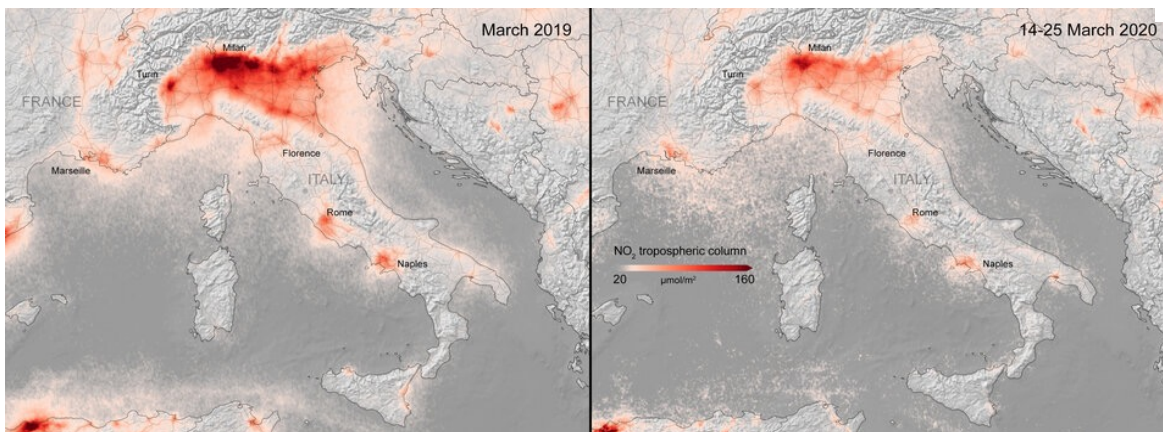 March 2019
Milan
Turin
FRANCE
Florence
Marseille
ITALY
Rome
Naples
14-25 March 2020
Milan
Turin
FRANCE
Florence
Marseille
ITALY
Rome
NO₂ tropospheric column
Naples
20 µmol/m² 160